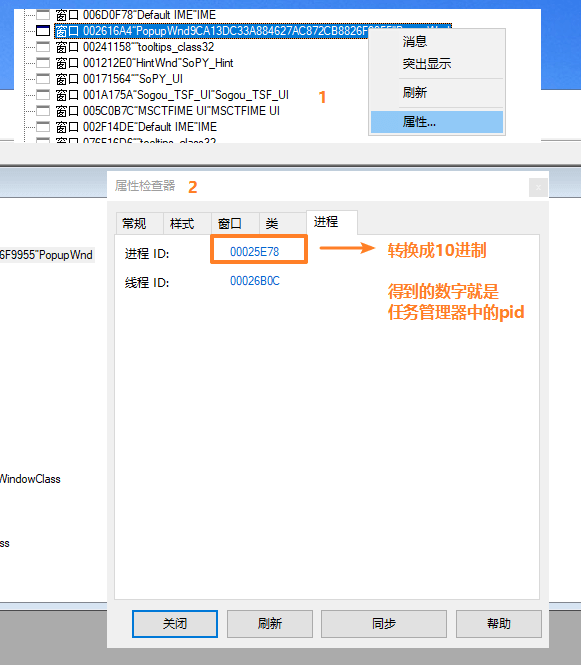 窗口 006D0F78"Default IME"IME
窗口 002616A4"PopupWnd9CA13DC33A884627AC872CB8826F
窗口 00241158""tooltips_class32
窗口 001212E0"HintWnd"SoPY_Hint
窗口 00171564""SoPY_UI
窗口 001A175A"Sogou_TSF_UI"Sogou_TSF_UI
窗口 005C0B7C"MSCTFIME UI"MSCTFIME UI
窗口 002F14DE"Default IME"IME
窗口 076E16D6""tooltips_class32
消息
突出显示
刷新
属性...
1
属性检查器
2
x
常规
样式
窗口
类
进程
进程 ID:
00025E78
线程 ID:
00026B0C
转换成10进制
得到的数字就是
任务管理器中的pid
6F9955"PopupWnd
WindowClass
ss
关闭
刷新
同步
帮助